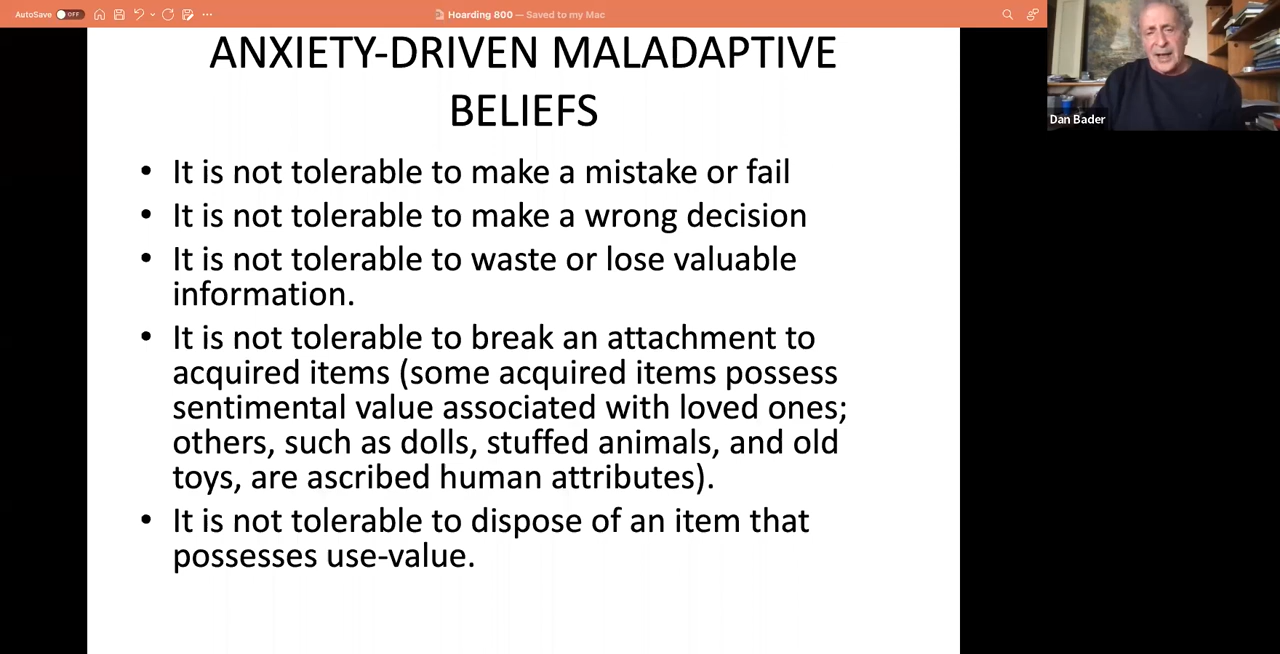 AutoSave OFF
Hoarding 800 — Saved to my Mac
ANXIETY-DRIVEN MALADAPTIVE
BELIEFS
• It is not tolerable to make a mistake or fail
• It is not tolerable to make a wrong decision
• It is not tolerable to waste or lose valuable
information.
• It is not tolerable to break an attachment to
acquired items (some acquired items possess
sentimental value associated with loved ones;
others, such as dolls, stuffed animals, and old
toys, are ascribed human attributes).
• It is not tolerable to dispose of an item that
possesses use-value.
Dan Bader